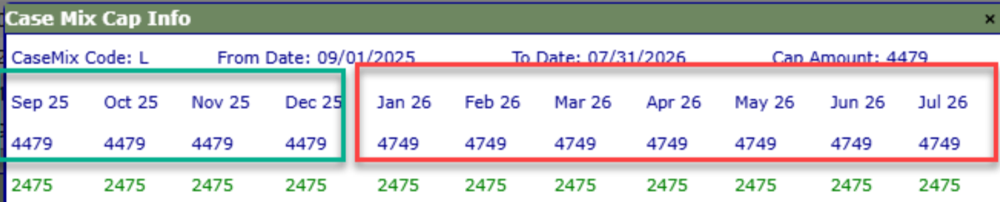 Case Mix Cap Info ×
CaseMix Code: L From Date: 09/01/2025 To Date: 07/31/2026 Cap Amount: 4479
Sep 25 Oct 25 Nov 25 Dec 25 Jan 26 Feb 26 Mar 26 Apr 26 May 26 Jun 26 Jul 26
4479 4479 4479 4479 4749 4749 4749 4749 4749 4749 4749
2475 2475 2475 2475 2475 2475 2475 2475 2475 2475 2475